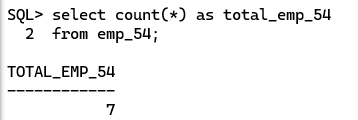 SQL> select count(*) as total_emp_54
  2  from emp_54;
TOTAL_EMP_54
------------
           7